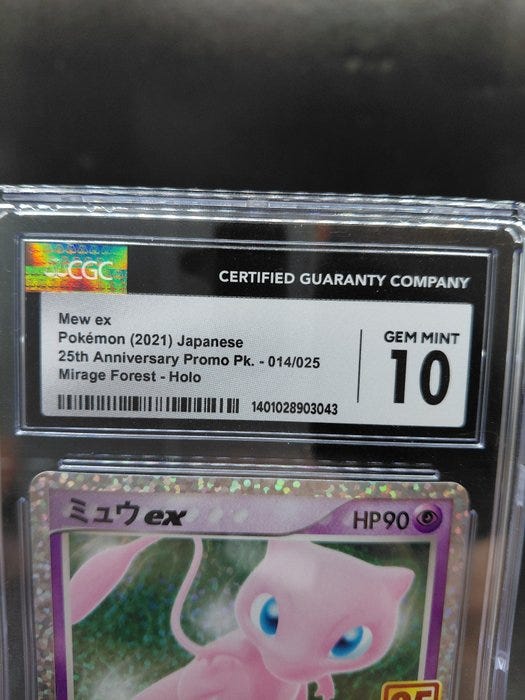 CGC
CERTIFIED GUARANTY COMPANY
Mew ex
Pokémon (2021) Japanese
25th Anniversary Promo Pk. - 014/025
Mirage Forest - Holo
1401028903043
GEM MINT
10
ミュウex
HP90
25